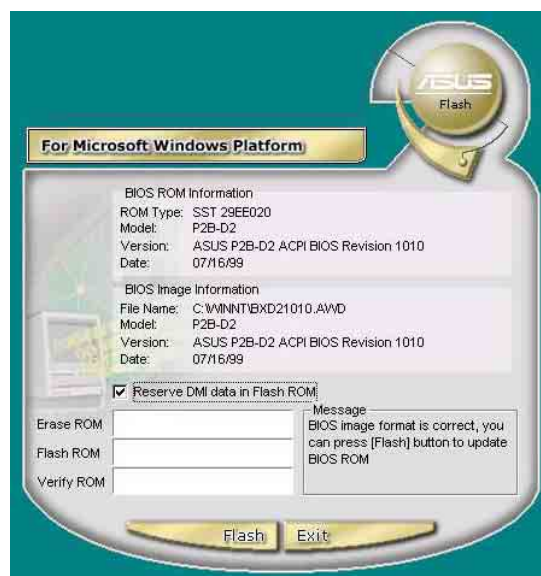 ASUS
Flash
For Microsoft Windows Platform
BIOS ROM Information
ROM Type: SST 29EE020
Model: P2B-D2
Version: ASUS P2B-D2 ACPI BIOS Revision 1010
Date: 07/16/99
BIOS Image Information
File Name: C:\WINNT\BXD21010.AWD
Model: P2B-D2
Version: ASUS P2B-D2 ACPI BIOS Revision 1010
Date: 07/16/99
Reserve DMI data in Flash ROM
Erase ROM
Flash ROM
Verify ROM
Message
BIOS image format is correct, you
can press [Flash] button to update
BIOS ROM
Flash
Exit